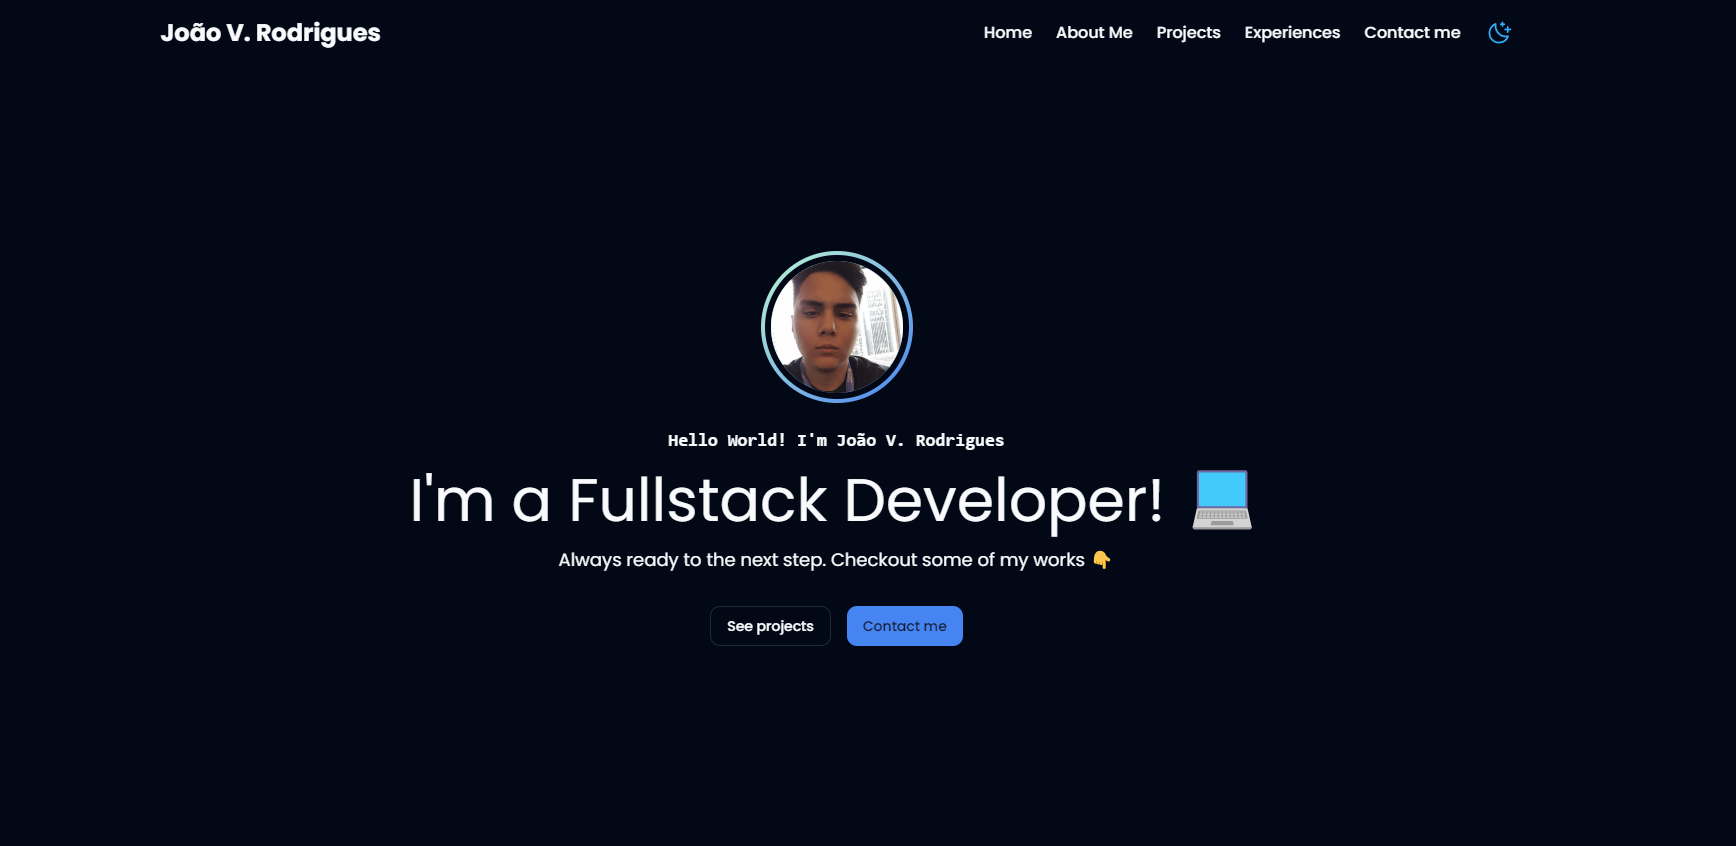 João V. Rodrigues
Home About Me Projects Experiences Contact me
Hello World! I'm João V. Rodrigues
I'm a Fullstack Developer! 💻
Always ready to the next step. Checkout some of my works 👇
See projects Contact me